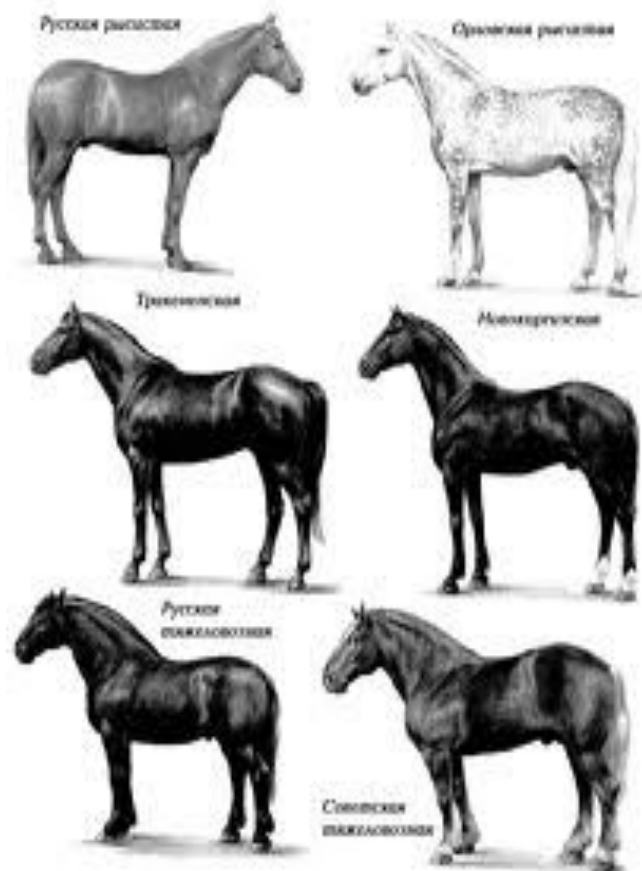 Русская рысистая
Орловская рысистая
Тракененская
Новокиргизская
Русская
тяжеловозная
Советская
тяжеловозная